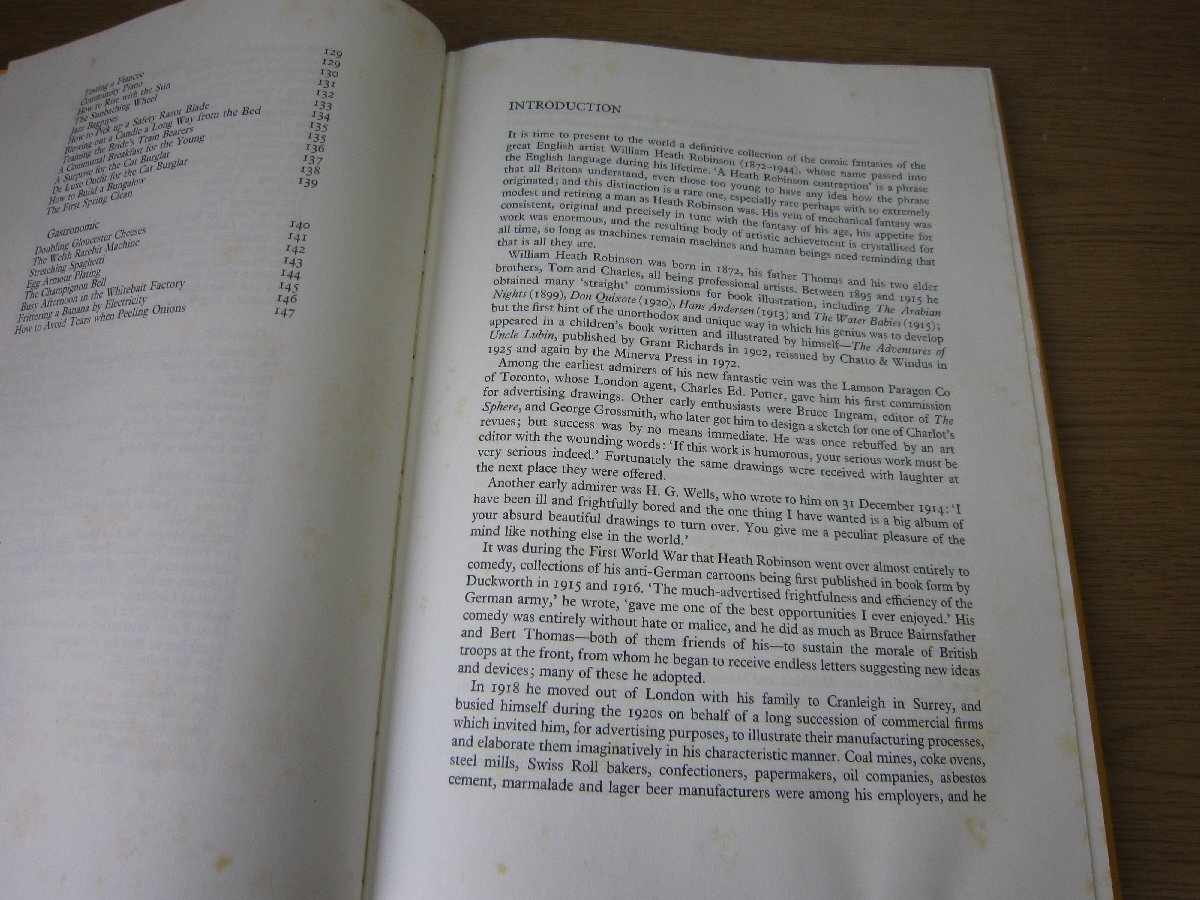 Testing a Fiancée 129
Community Piano 129
How to Rise with the Sun 130
The Sunbathing Wheel 131
Jazz Bagpipes 132
How to Pick up a Safety Razor Blade 133
Blowing out a Candle a Long Way from the Bed 134
Training the Bride's Train Bearers 135
A Communal Breakfast for the Young 135
A Surprise for the Cat Burglar 136
De Luxe Outfit for the Cat Burglar 137
How to Build a Bungalow 138
The First Spring Clean 139
Gastronomic
Doubling Gloucester Cheeses 140
The Welsh Rarebit Machine 141
Stretching Spaghetti 142
Egg Armour Plating 143
The Champignon Bell 144
Busy Afternoon in the Whitebait Factory 145
Frittering a Banana by Electricity 146
How to Avoid Tears when Peeling Onions 147
INTRODUCTION
It is time to present to the world a definitive collection of the comic fantasies of the
great English artist William Heath Robinson (1872–1944), whose name passed into
the English language during his lifetime. 'A Heath Robinson contraption' is a phrase
that all Britons understand, even those too young to have any idea how the phrase
originated; and this distinction is a rare one, especially rare perhaps with so extremely
modest and retiring a man as Heath Robinson was. His vein of mechanical fantasy was
consistent, original and precisely in tune with the fantasy of his age, his appetite for
work was enormous, and the resulting body of artistic achievement is crystallised for
all time, so long as machines remain machines and human beings need reminding that
that is all they are.
William Heath Robinson was born in 1872, his father Thomas and his two elder
brothers, Tom and Charles, all being professional artists. Between 1895 and 1915 he
obtained many 'straight' commissions for book illustration, including The Arabian
Nights (1899), Don Quixote (1920), Hans Andersen (1913) and The Water Babies (1915);
but the first hint of the unorthodox and unique way in which his genius was to develop
appeared in a children's book written and illustrated by himself—The Adventures of
Uncle Lubin, published by Grant Richards in 1902, reissued by Chatto & Windus in
1925 and again by the Minerva Press in 1972.
Among the earliest admirers of his new fantastic vein was the Lamson Paragon Co
of Toronto, whose London agent, Charles Ed. Potter, gave him his first commission
for advertising drawings. Other early enthusiasts were Bruce Ingram, editor of The
Sphere, and George Grossmith, who later got him to design a sketch for one of Charlot's
revues; but success was by no means immediate. He was once rebuffed by an art
editor with the wounding words: 'If this work is humorous, your serious work must be
very serious indeed.' Fortunately the same drawings were received with laughter at
the next place they were offered.
Another early admirer was H. G. Wells, who wrote to him on 31 December 1914: 'I
have been ill and frightfully bored and the one thing I have wanted is a big album of
your absurd beautiful drawings to turn over. You give me a peculiar pleasure of the
mind like nothing else in the world.'
It was during the First World War that Heath Robinson went over almost entirely to
comedy, collections of his anti-German cartoons being first published in book form by
Duckworth in 1915 and 1916. 'The much-advertised frightfulness and efficiency of the
German army,' he wrote, 'gave me one of the best opportunities I ever enjoyed.' His
comedy was entirely without hate or malice, and he did as much as Bruce Bairnsfather
and Bert Thomas—both of them friends of his—to sustain the morale of British
troops at the front, from whom he began to receive endless letters suggesting new ideas
and devices; many of these he adopted.
In 1918 he moved out of London with his family to Cranleigh in Surrey, and
busied himself during the 1920s on behalf of a long succession of commercial firms
which invited him, for advertising purposes, to illustrate their manufacturing processes,
and elaborate them imaginatively in his characteristic manner. Coal mines, coke ovens,
steel mills, Swiss Roll bakers, confectioners, papermakers, oil companies, asbestos
cement, marmalade and lager beer manufacturers were among his employers, and he